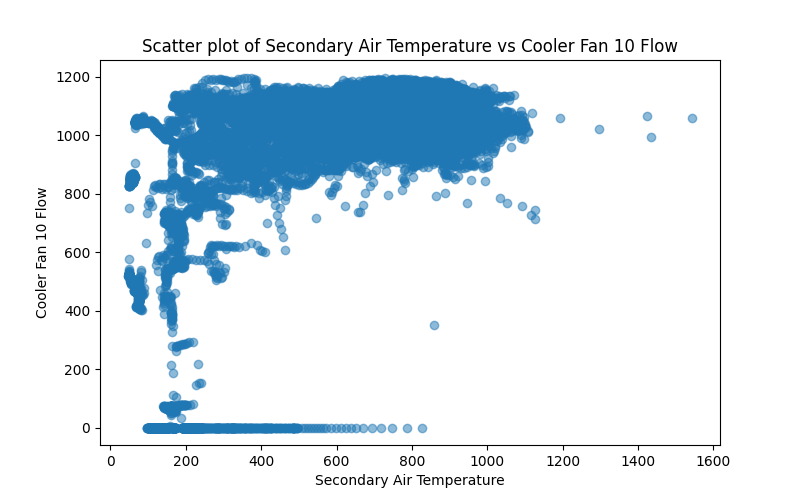 Scatter plot of Secondary Air Temperature vs Cooler Fan 10 Flow
1200
1000
800
600
400
200
0
Cooler Fan 10 Flow
0 200 400 600 800 1000 1200 1400 1600
Secondary Air Temperature